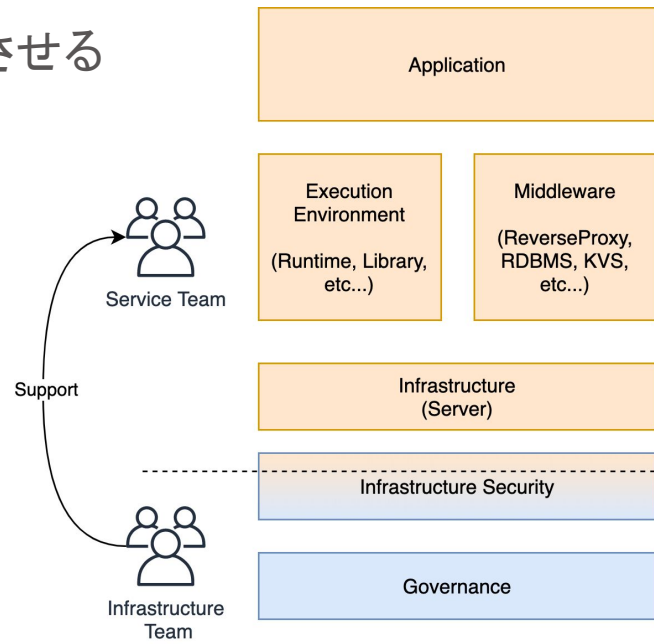 させる
Application
Execution
Environment
(Runtime, Library,
etc...)
Middleware
(ReverseProxy,
RDBMS, KVS,
etc...)
Service Team
Support
Infrastructure
(Server)
Infrastructure Security
Governance
Infrastructure
Team